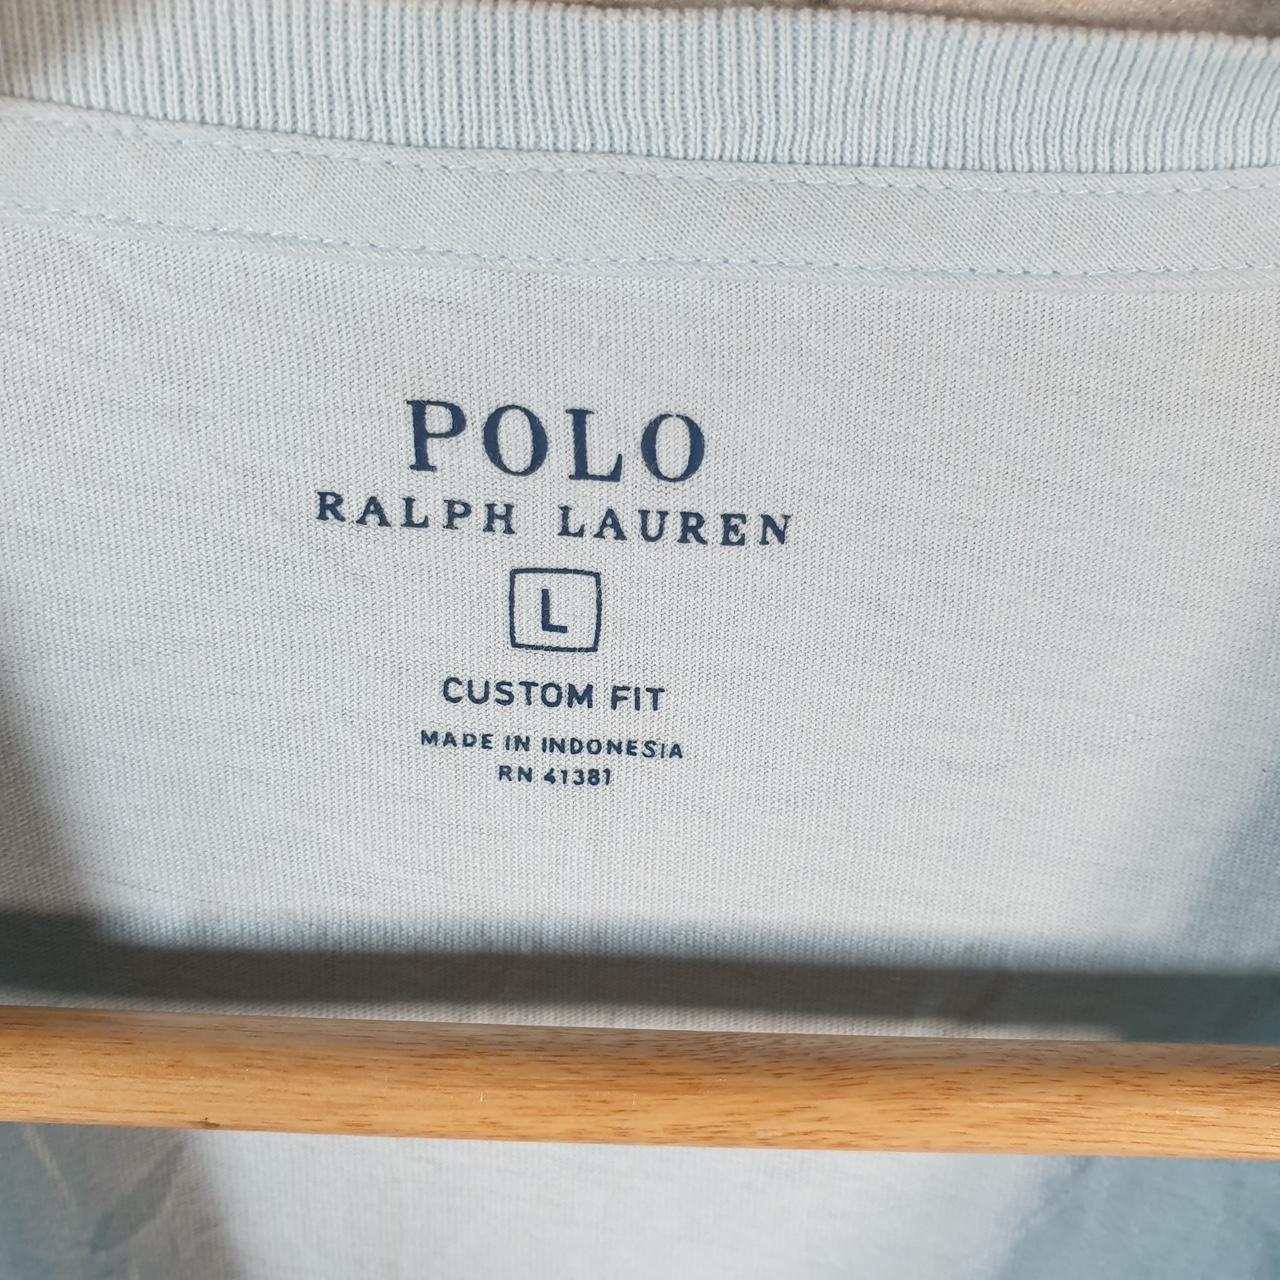 POLO
RALPH LAUREN
L
CUSTOM FIT
MADE IN INDONESIA
RN 41381